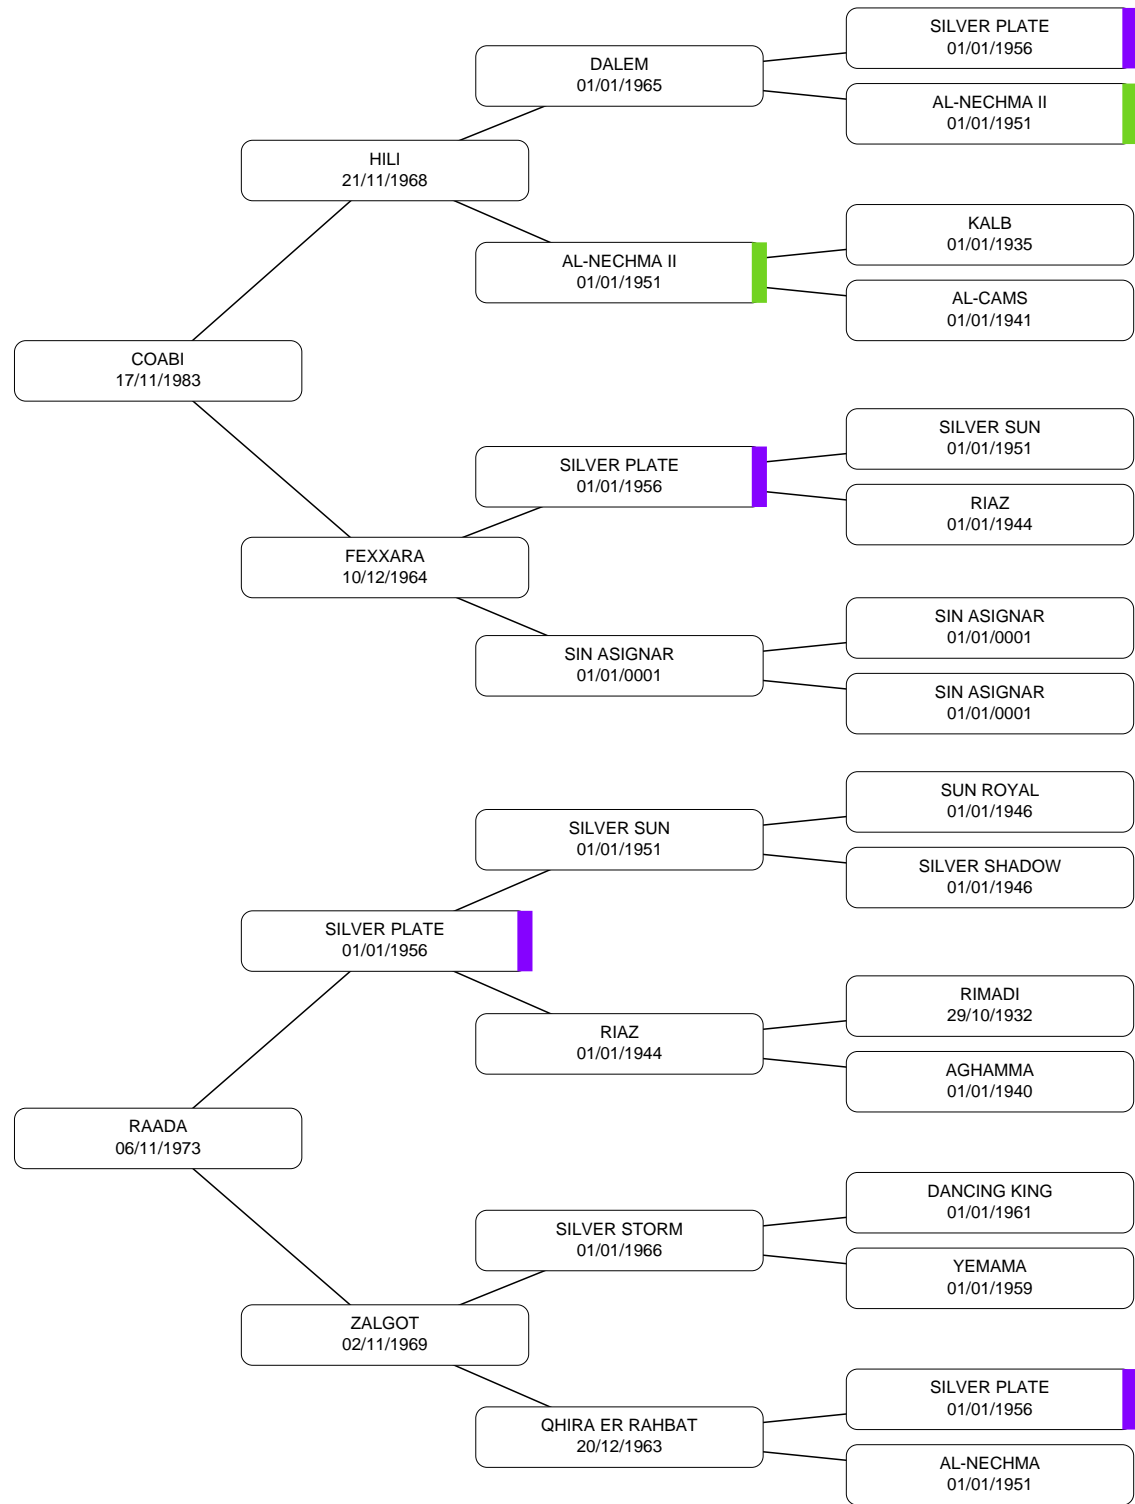 SILVER PLATE
01/01/1956
DALEM
01/01/1965
AL-NECHMA II
01/01/1951
HILI
21/11/1968
KALB
01/01/1935
AL-NECHMA II
01/01/1951
AL-CAMS
01/01/1941
COABI
17/11/1983
SILVER SUN
01/01/1951
SILVER PLATE
01/01/1956
RIAZ
01/01/1944
FEXXARA
10/12/1964
SIN ASIGNAR
01/01/0001
SIN ASIGNAR
01/01/0001
SIN ASIGNAR
01/01/0001
SUN ROYAL
01/01/1946
SILVER SUN
01/01/1951
SILVER SHADOW
01/01/1946
SILVER PLATE
01/01/1956
RIMADI
29/10/1932
RIAZ
01/01/1944
AGHAMMA
01/01/1940
RAADA
06/11/1973
DANCING KING
01/01/1961
SILVER STORM
01/01/1966
YEMAMA
01/01/1959
ZALGOT
02/11/1969
SILVER PLATE
01/01/1956
QHIRA ER RAHBAT
20/12/1963
AL-NECHMA
01/01/1951